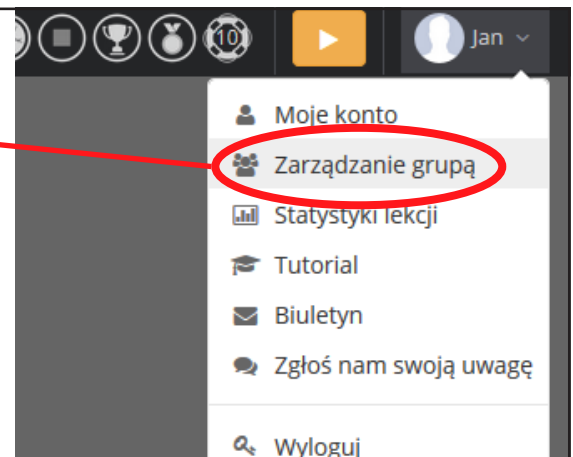 10
Jan
Moje konto
Zarządzanie grupą
Statystyki lekcji
Tutorial
Biuletyn
Zgłoś nam swoją uwagę
Wyloguj